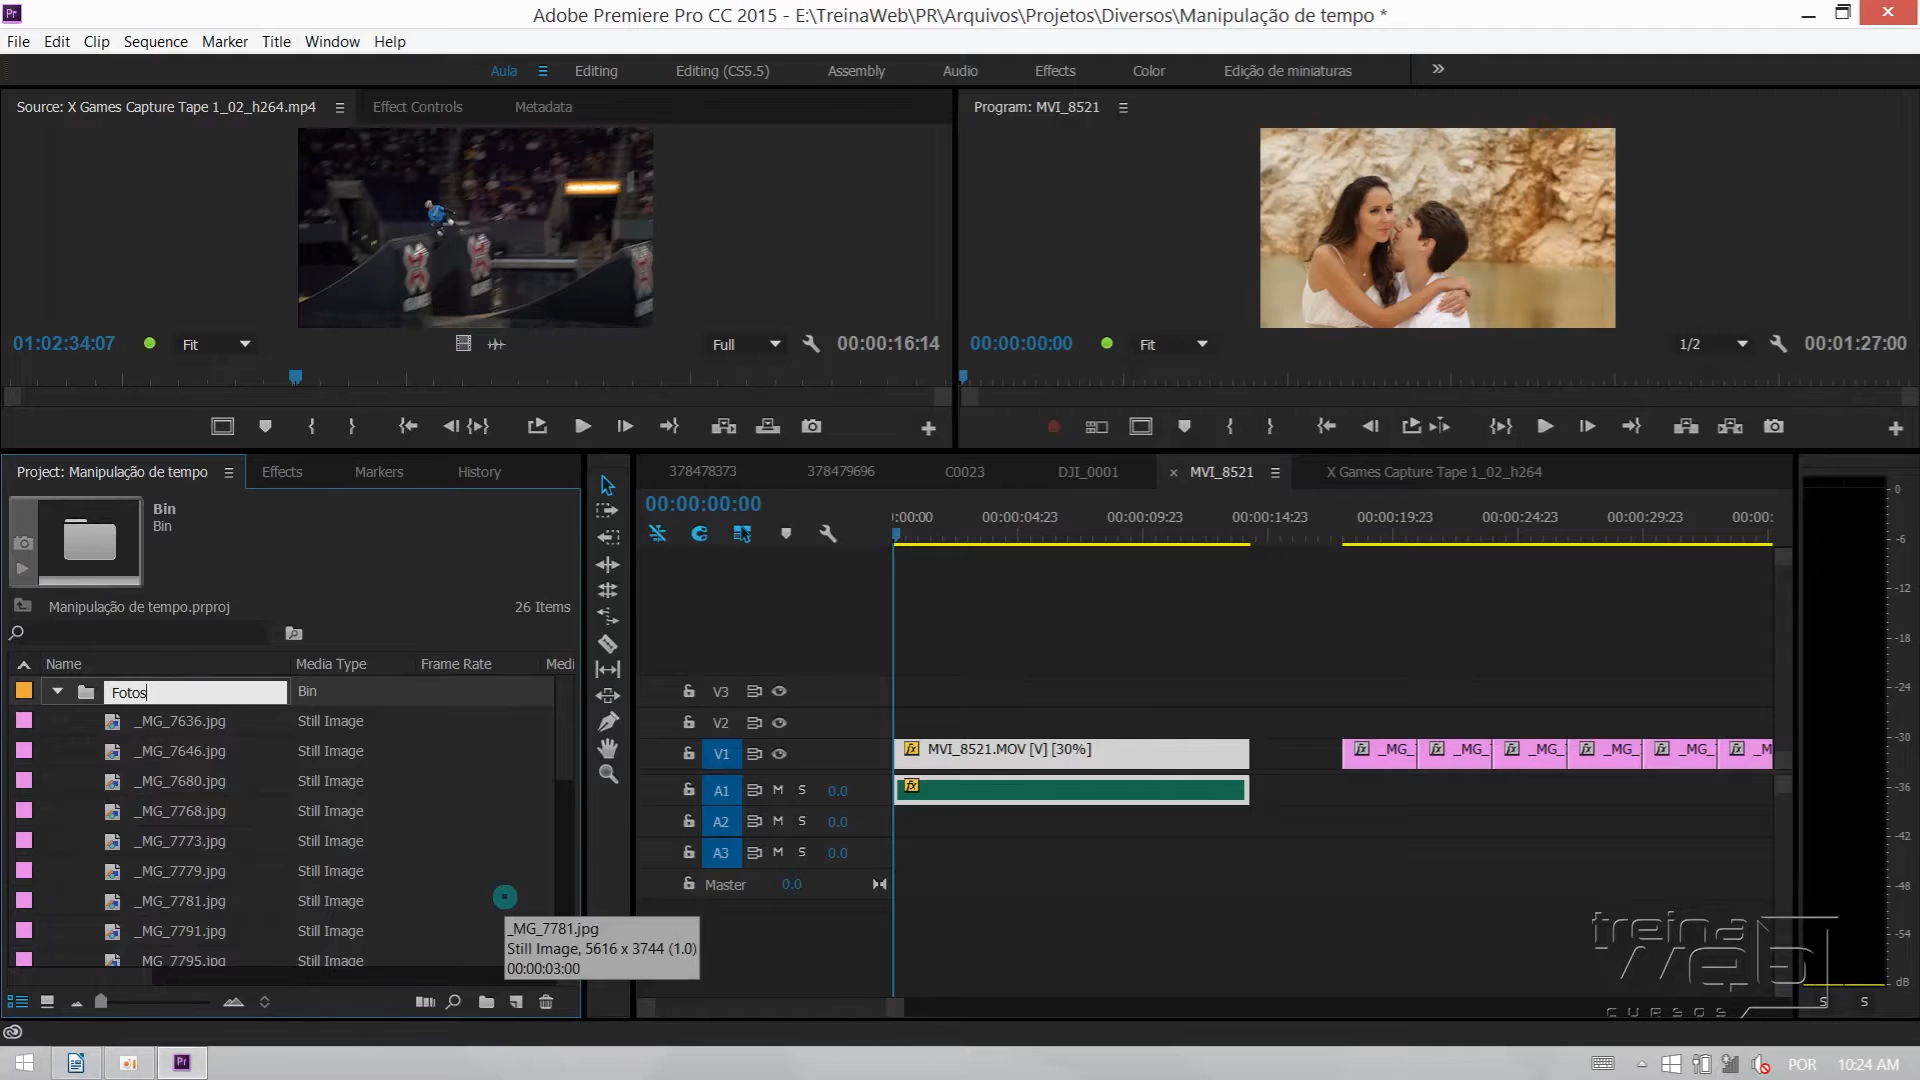 Adobe Premiere Pro CC 2015 - E:\TreinaWeb\PR\Arquivos\Projetos\Diversos\Manipulação de tempo *
File Edit Clip Sequence Marker Title Window Help
Aula Editing Editing (CS5.5) Assembly Audio Effects Color Edição de miniaturas
Source: X Games Capture Tape 1_02_h264.mp4 Effect Controls Metadata
Program: MVI_8521
01:02:34:07 Fit Full 00:00:16:14
00:00:00:00 Fit 1/2 00:01:27:00
Project: Manipulação de tempo Effects Markers History
378478373 378479696 C0023 DJI_0001 × MVI_8521 X Games Capture Tape 1_02_h264
Bin
Bin
Manipulação de tempo.prproj 26 Items
Name Media Type Frame Rate Medi
Fotos Bin
_MG_7636.jpg Still Image
_MG_7646.jpg Still Image
_MG_7680.jpg Still Image
_MG_7768.jpg Still Image
_MG_7773.jpg Still Image
_MG_7779.jpg Still Image
_MG_7781.jpg Still Image
_MG_7791.jpg Still Image
_MG_7795.jpg Still Image
_MG_7781.jpg
Still Image, 5616 x 3744 (1.0)
00:00:03:00
00:00:00:00
:00:00 00:00:04:23 00:00:09:23 00:00:14:23 00:00:19:23 00:00:24:23 00:00:29:23 00:00:
V3
V2
V1 MVI_8521.MOV [V] [30%] _MG_ _MG_ _MG_ _MG_ _MG_ _M
A1 M S 0.0
A2 M S 0.0
A3 M S 0.0
Master 0.0
0
-6
-12
-18
-24
-30
-36
-42
-48
-54
dB
S S
treina
web
cursos
Pr POR 10:24 AM